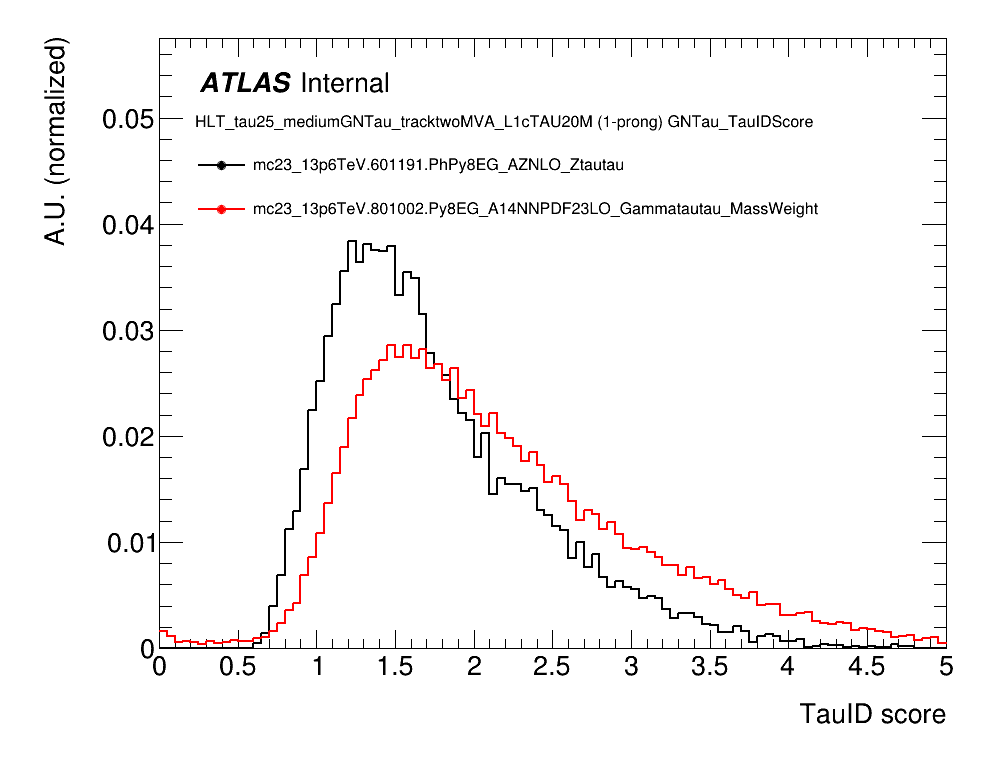 A.U. (normalized)
ATLAS Internal
HLT_tau25_mediumGNTau_tracktwoMVA_L1cTAU20M (1-prong) GNTau_TauIDScore
mc23_13p6TeV.601191.PhPy8EG_AZNLO_Ztautau
mc23_13p6TeV.801002.Py8EG_A14NNPDF23LO_Gammatautau_MassWeight
0.05
0.04
0.03
0.02
0.01
0
0 0.5 1 1.5 2 2.5 3 3.5 4 4.5 5
TauID score